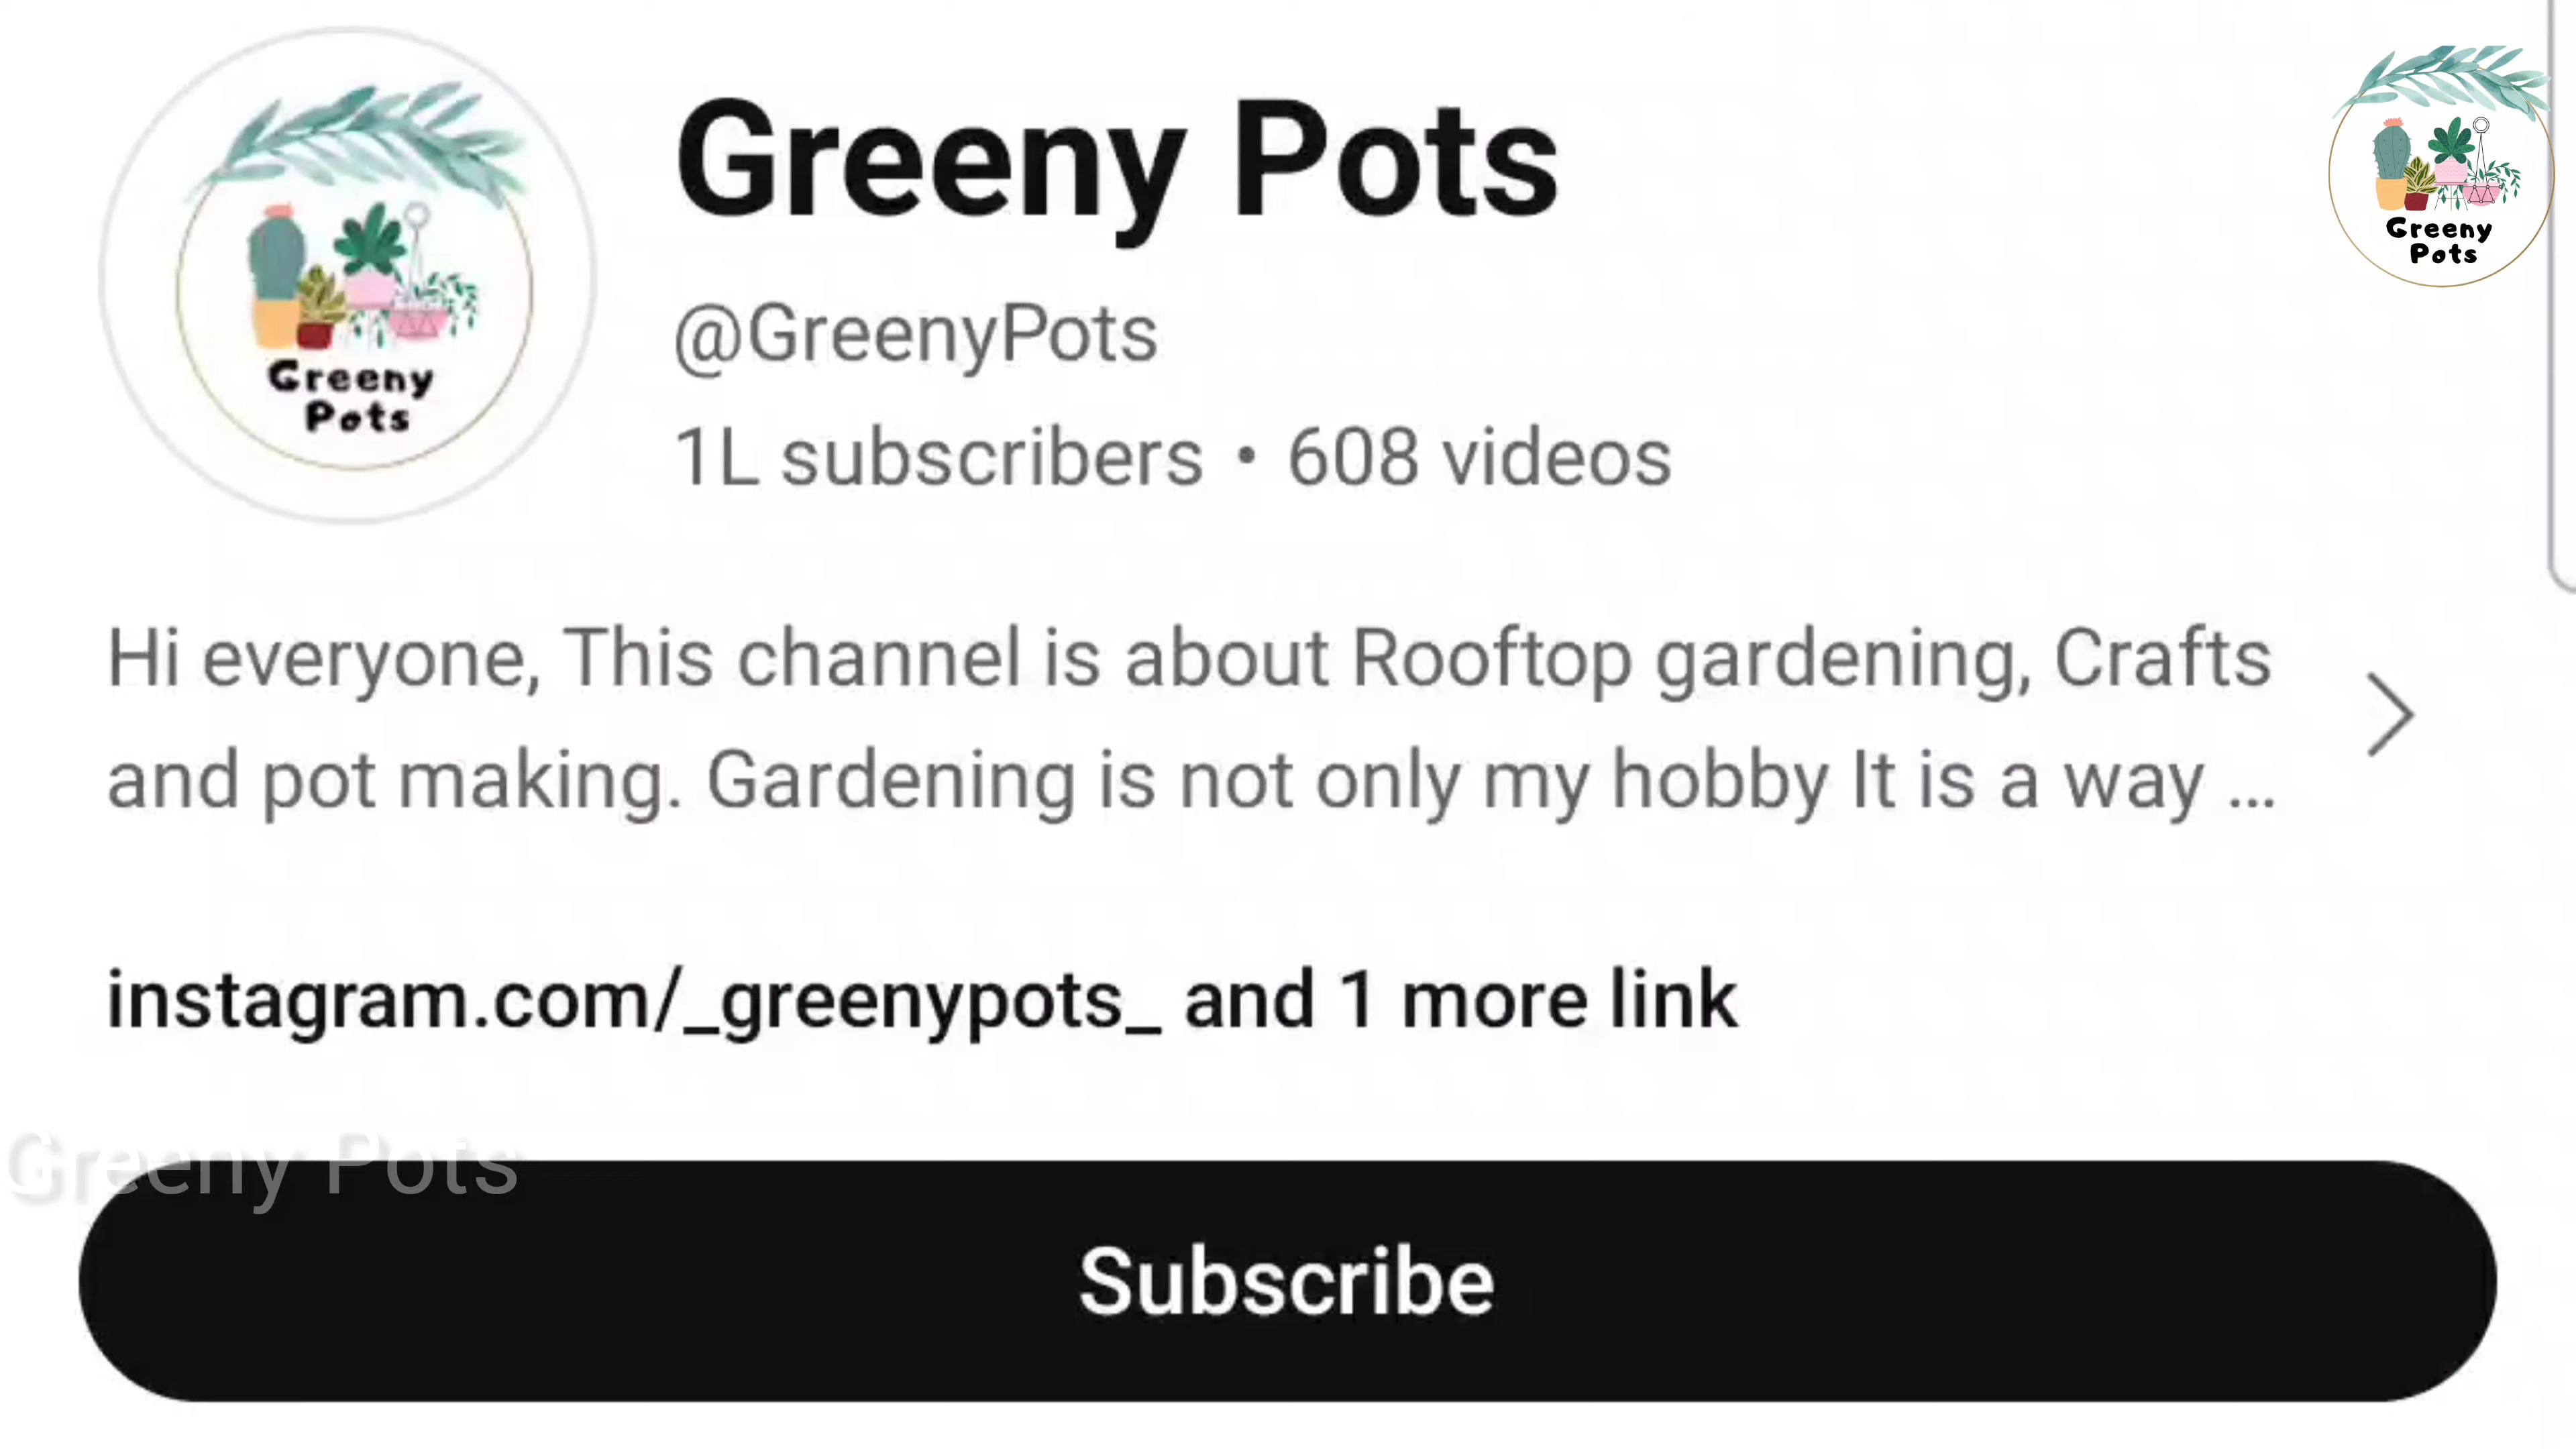 Greeny Pots
@GreenyPots
1L subscribers • 608 videos
Greeny
Pots
Greeny
Pots
Hi everyone, This channel is about Rooftop gardening, Crafts
and pot making. Gardening is not only my hobby It is a way ...
instagram.com/_greenypots_ and 1 more link
Greeny Pots
Subscribe